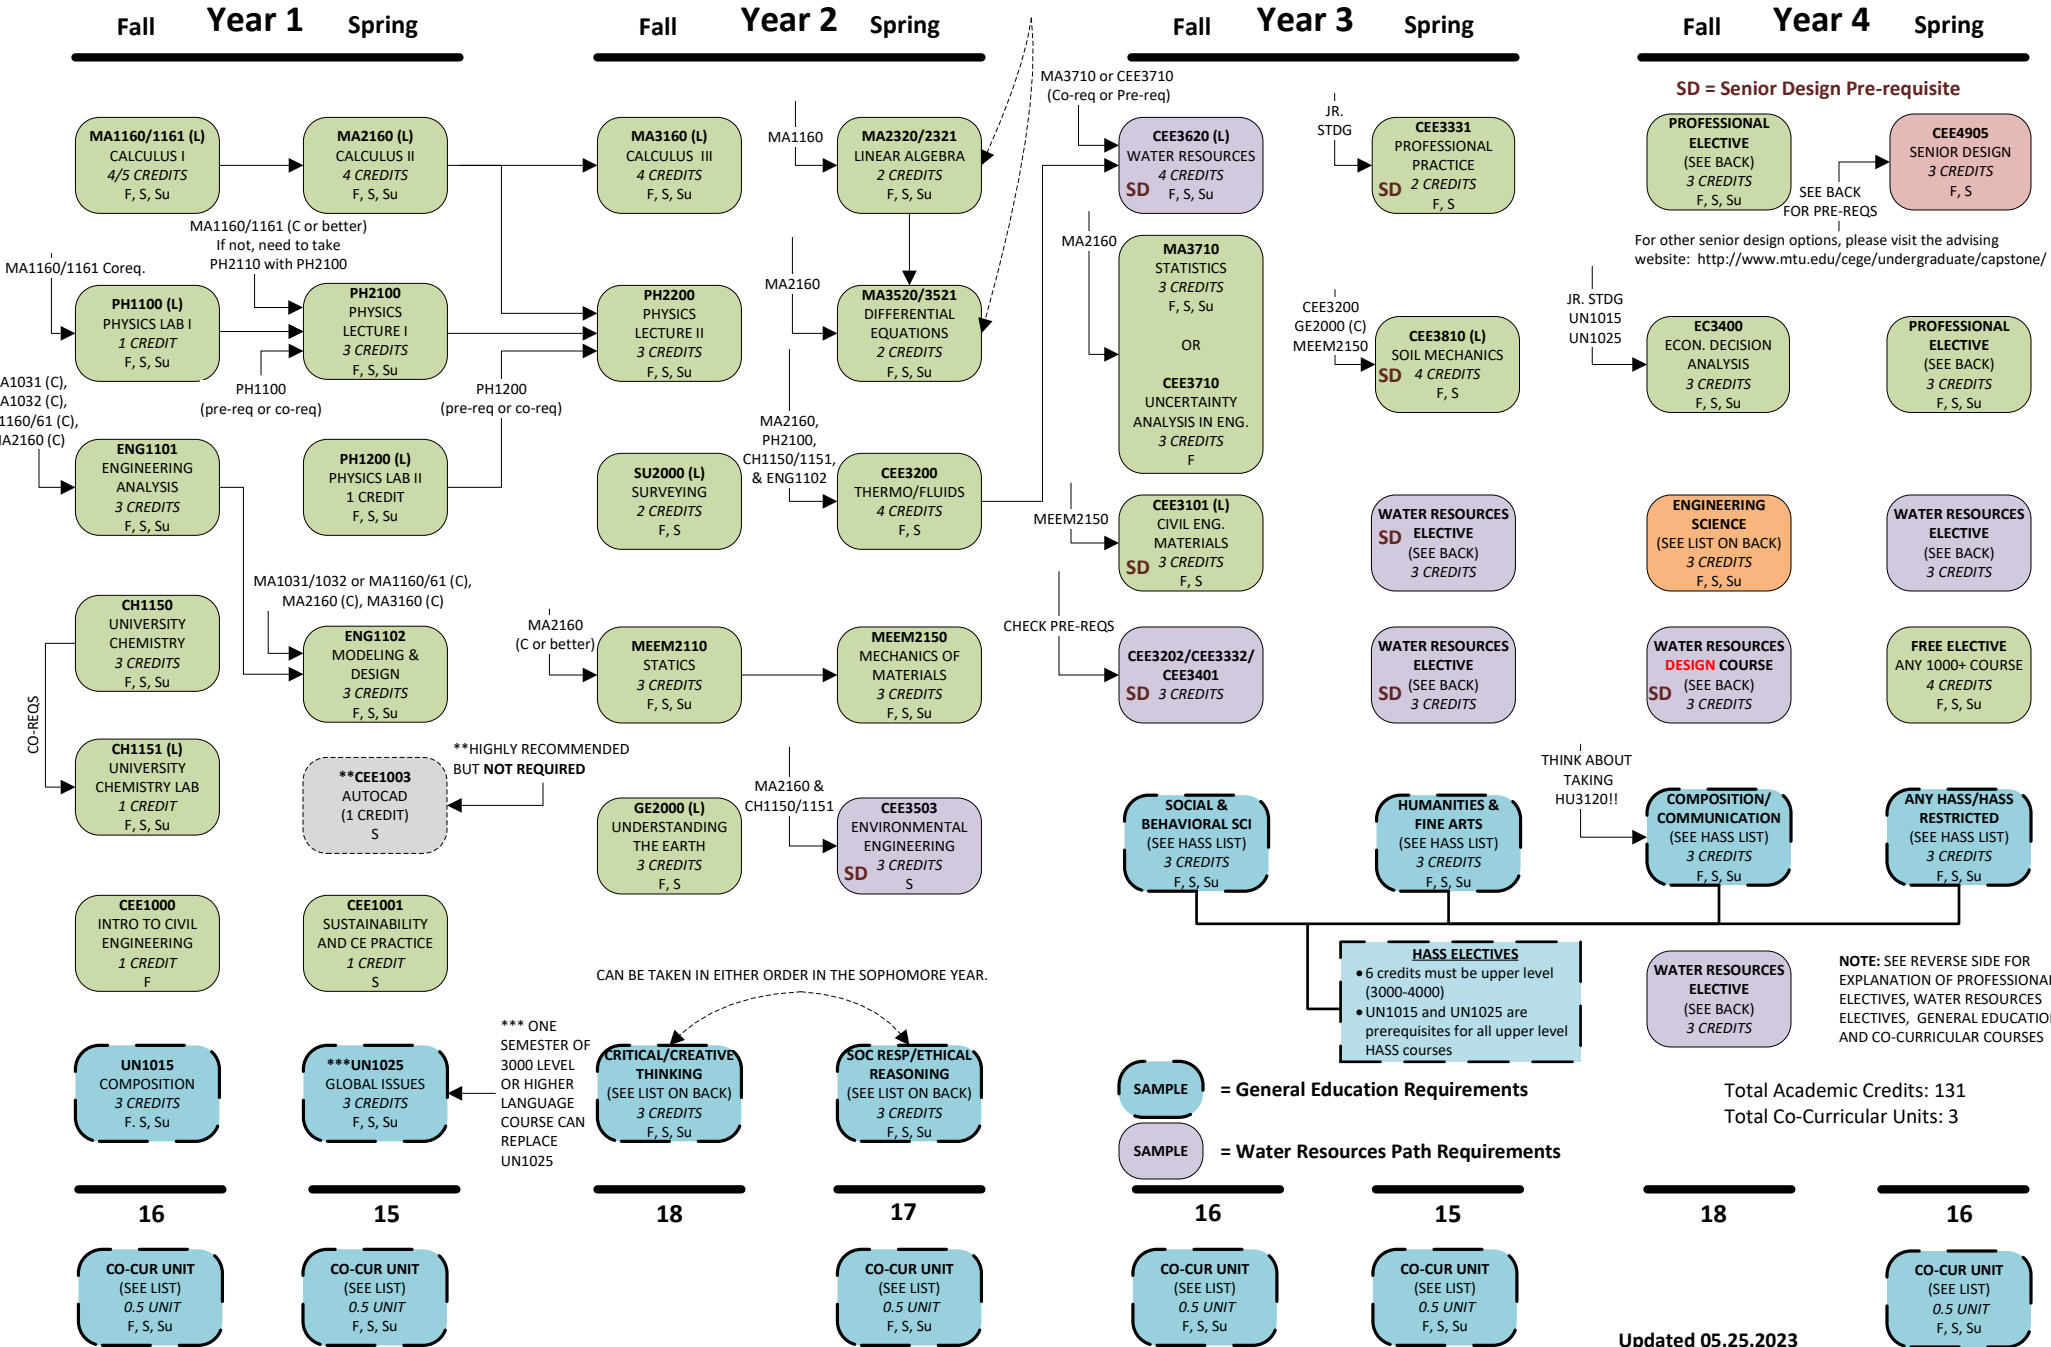 Year 1
Fall
Spring
Year 2
Fall
Spring
Year 3
Fall
Spring
Year 4
Fall
Spring
MA1160/1161 (L)
CALCULUS I
4/5 CREDITS
F, S, Su
MA1160/1161 Coreq.
PH1100 (L)
PHYSICS LAB I
1 CREDIT
F, S, Su
A1031 (C),
A1032 (C),
1160/61 (C),
MA2160 (C)
ENG1101
ENGINEERING
ANALYSIS
3 CREDITS
F, S, Su
CH1150
UNIVERSITY
CHEMISTRY
3 CREDITS
F, S, Su
CO-REQS
CH1151 (L)
UNIVERSITY
CHEMISTRY LAB
1 CREDIT
F, S, Su
CEE1000
INTRO TO CIVIL
ENGINEERING
1 CREDIT
F
UN1015
COMPOSITION
3 CREDITS
F. S, Su
16
CO-CUR UNIT
(SEE LIST)
0.5 UNIT
F, S, Su
MA2160 (L)
CALCULUS II
4 CREDITS
F, S, Su
MA1160/1161 (C or better)
If not, need to take
PH2110 with PH2100
PH2100
PHYSICS
LECTURE I
3 CREDITS
F, S, Su
PH1100
(pre-req or co-req)
PH1200 (L)
PHYSICS LAB II
1 CREDIT
F, S, Su
MA1031/1032 or MA1160/61 (C),
MA2160 (C), MA3160 (C)
ENG1102
MODELING &
DESIGN
3 CREDITS
F, S, Su
**HIGHLY RECOMMENDED
BUT NOT REQUIRED
**CEE1003
AUTOCAD
(1 CREDIT)
S
CEE1001
SUSTAINABILITY
AND CE PRACTICE
1 CREDIT
S
***UN1025
GLOBAL ISSUES
3 CREDITS
F, S, Su
*** ONE
SEMESTER OF
3000 LEVEL
OR HIGHER
LANGUAGE
COURSE CAN
REPLACE
UN1025
15
CO-CUR UNIT
(SEE LIST)
0.5 UNIT
F, S, Su
MA3160 (L)
CALCULUS III
4 CREDITS
F, S, Su
PH2200
PHYSICS
LECTURE II
3 CREDITS
F, S, Su
PH1200
(pre-req or co-req)
SU2000 (L)
SURVEYING
2 CREDITS
F, S
MA2160
(C or better)
MEEM2110
STATICS
3 CREDITS
F, S, Su
GE2000 (L)
UNDERSTANDING
THE EARTH
3 CREDITS
F, S
CAN BE TAKEN IN EITHER ORDER IN THE SOPHOMORE YEAR.
CRITICAL/CREATIVE
THINKING
(SEE LIST ON BACK)
3 CREDITS
F, S, Su
18
MA1160
MA2320/2321
LINEAR ALGEBRA
2 CREDITS
F, S, Su
MA2160
MA3520/3521
DIFFERENTIAL
EQUATIONS
2 CREDITS
F, S, Su
MA2160,
PH2100,
CH1150/1151,
& ENG1102
CEE3200
THERMO/FLUIDS
4 CREDITS
F, S
MEEM2150
MECHANICS OF
MATERIALS
3 CREDITS
F, S, Su
MA2160 &
CH1150/1151
CEE3503
ENVIRONMENTAL
ENGINEERING
SD 3 CREDITS
S
SOC RESP/ETHICAL
REASONING
(SEE LIST ON BACK)
3 CREDITS
F, S, Su
17
CO-CUR UNIT
(SEE LIST)
0.5 UNIT
F, S, Su
MA3710 or CEE3710
(Co-req or Pre-req)
CEE3620 (L)
WATER RESOURCES
4 CREDITS
SD F, S, Su
MA2160
MA3710
STATISTICS
3 CREDITS
F, S, Su
OR
CEE3710
UNCERTAINTY
ANALYSIS IN ENG.
3 CREDITS
F
MEEM2150
CEE3101 (L)
CIVIL ENG.
MATERIALS
SD 3 CREDITS
F, S
CHECK PRE-REQS
CEE3202/CEE3332/
CEE3401
SD 3 CREDITS
SOCIAL &
BEHAVIORAL SCI
(SEE HASS LIST)
3 CREDITS
F, S, Su
JR.
STDG
CEE3331
PROFESSIONAL
PRACTICE
SD 2 CREDITS
F, S
CEE3200
GE2000 (C)
MEEM2150
CEE3810 (L)
SOIL MECHANICS
SD 4 CREDITS
F, S
WATER RESOURCES
SD ELECTIVE
(SEE BACK)
3 CREDITS
WATER RESOURCES
ELECTIVE
SD (SEE BACK)
3 CREDITS
HUMANITIES &
FINE ARTS
(SEE HASS LIST)
3 CREDITS
F, S, Su
HASS ELECTIVES
• 6 credits must be upper level
(3000-4000)
• UN1015 and UN1025 are
prerequisites for all upper level
HASS courses
SAMPLE = General Education Requirements
SAMPLE = Water Resources Path Requirements
16
CO-CUR UNIT
(SEE LIST)
0.5 UNIT
F, S, Su
15
CO-CUR UNIT
(SEE LIST)
0.5 UNIT
F, S, Su
SD = Senior Design Pre-requisite
PROFESSIONAL
ELECTIVE
(SEE BACK)
3 CREDITS
F, S, Su
SEE BACK
FOR PRE-REQS
CEE4905
SENIOR DESIGN
3 CREDITS
F, S
For other senior design options, please visit the advising
website: http://www.mtu.edu/cege/undergraduate/capstone/
JR. STDG
UN1015
UN1025
EC3400
ECON. DECISION
ANALYSIS
3 CREDITS
F, S, Su
PROFESSIONAL
ELECTIVE
(SEE BACK)
3 CREDITS
F, S, Su
ENGINEERING
SCIENCE
(SEE LIST ON BACK)
3 CREDITS
F, S, Su
WATER RESOURCES
ELECTIVE
(SEE BACK)
3 CREDITS
WATER RESOURCES
DESIGN COURSE
(SEE BACK)
SD 3 CREDITS
FREE ELECTIVE
ANY 1000+ COURSE
4 CREDITS
F, S, Su
THINK ABOUT
TAKING
HU3120!!
COMPOSITION/
COMMUNICATION
(SEE HASS LIST)
3 CREDITS
F, S, Su
ANY HASS/HASS
RESTRICTED
(SEE HASS LIST)
3 CREDITS
F, S, Su
WATER RESOURCES
ELECTIVE
(SEE BACK)
3 CREDITS
NOTE: SEE REVERSE SIDE FOR
EXPLANATION OF PROFESSIONAL
ELECTIVES, WATER RESOURCES
ELECTIVES, GENERAL EDUCATION
AND CO-CURRICULAR COURSES
Total Academic Credits: 131
Total Co-Curricular Units: 3
18
16
CO-CUR UNIT
(SEE LIST)
0.5 UNIT
F, S, Su
Updated 05.25.2023